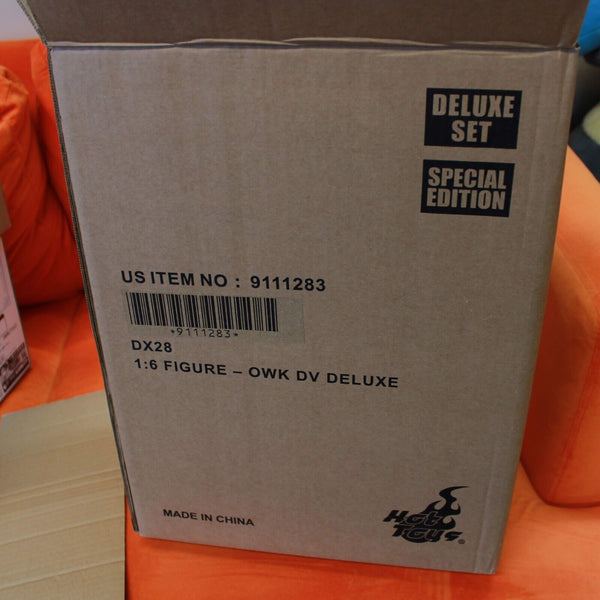 DELUXE
SET
SPECIAL
EDITION
US ITEM NO : 9111283
*9111283*
DX28
1:6 FIGURE – OWK DV DELUXE
MADE IN CHINA
Hot
Toys®